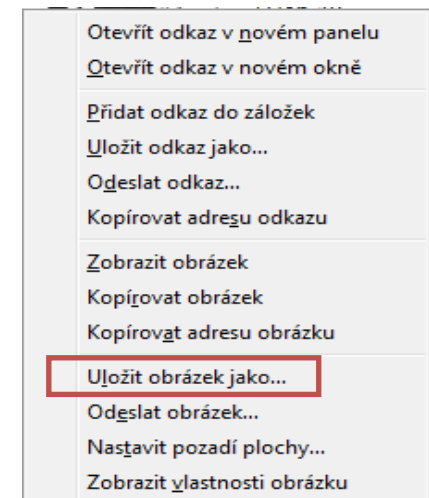 Otevřít odkaz v novém panelu
Otevřít odkaz v novém okně
Přidat odkaz do záložek
Uložit odkaz jako...
Odeslat odkaz...
Kopírovat adresu odkazu
Zobrazit obrázek
Kopírovat obrázek
Kopírovat adresu obrázku
Uložit obrázek jako...
Odeslat obrázek...
Nastavit pozadí plochy...
Zobrazit vlastnosti obrázku